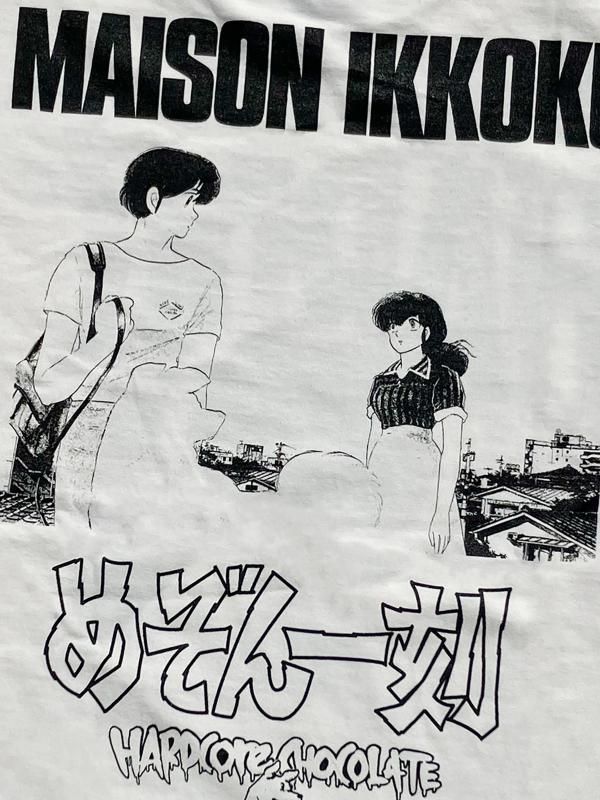 MAISON IKKOKU
めぞん一刻
HARDCORE CHOCOLATE